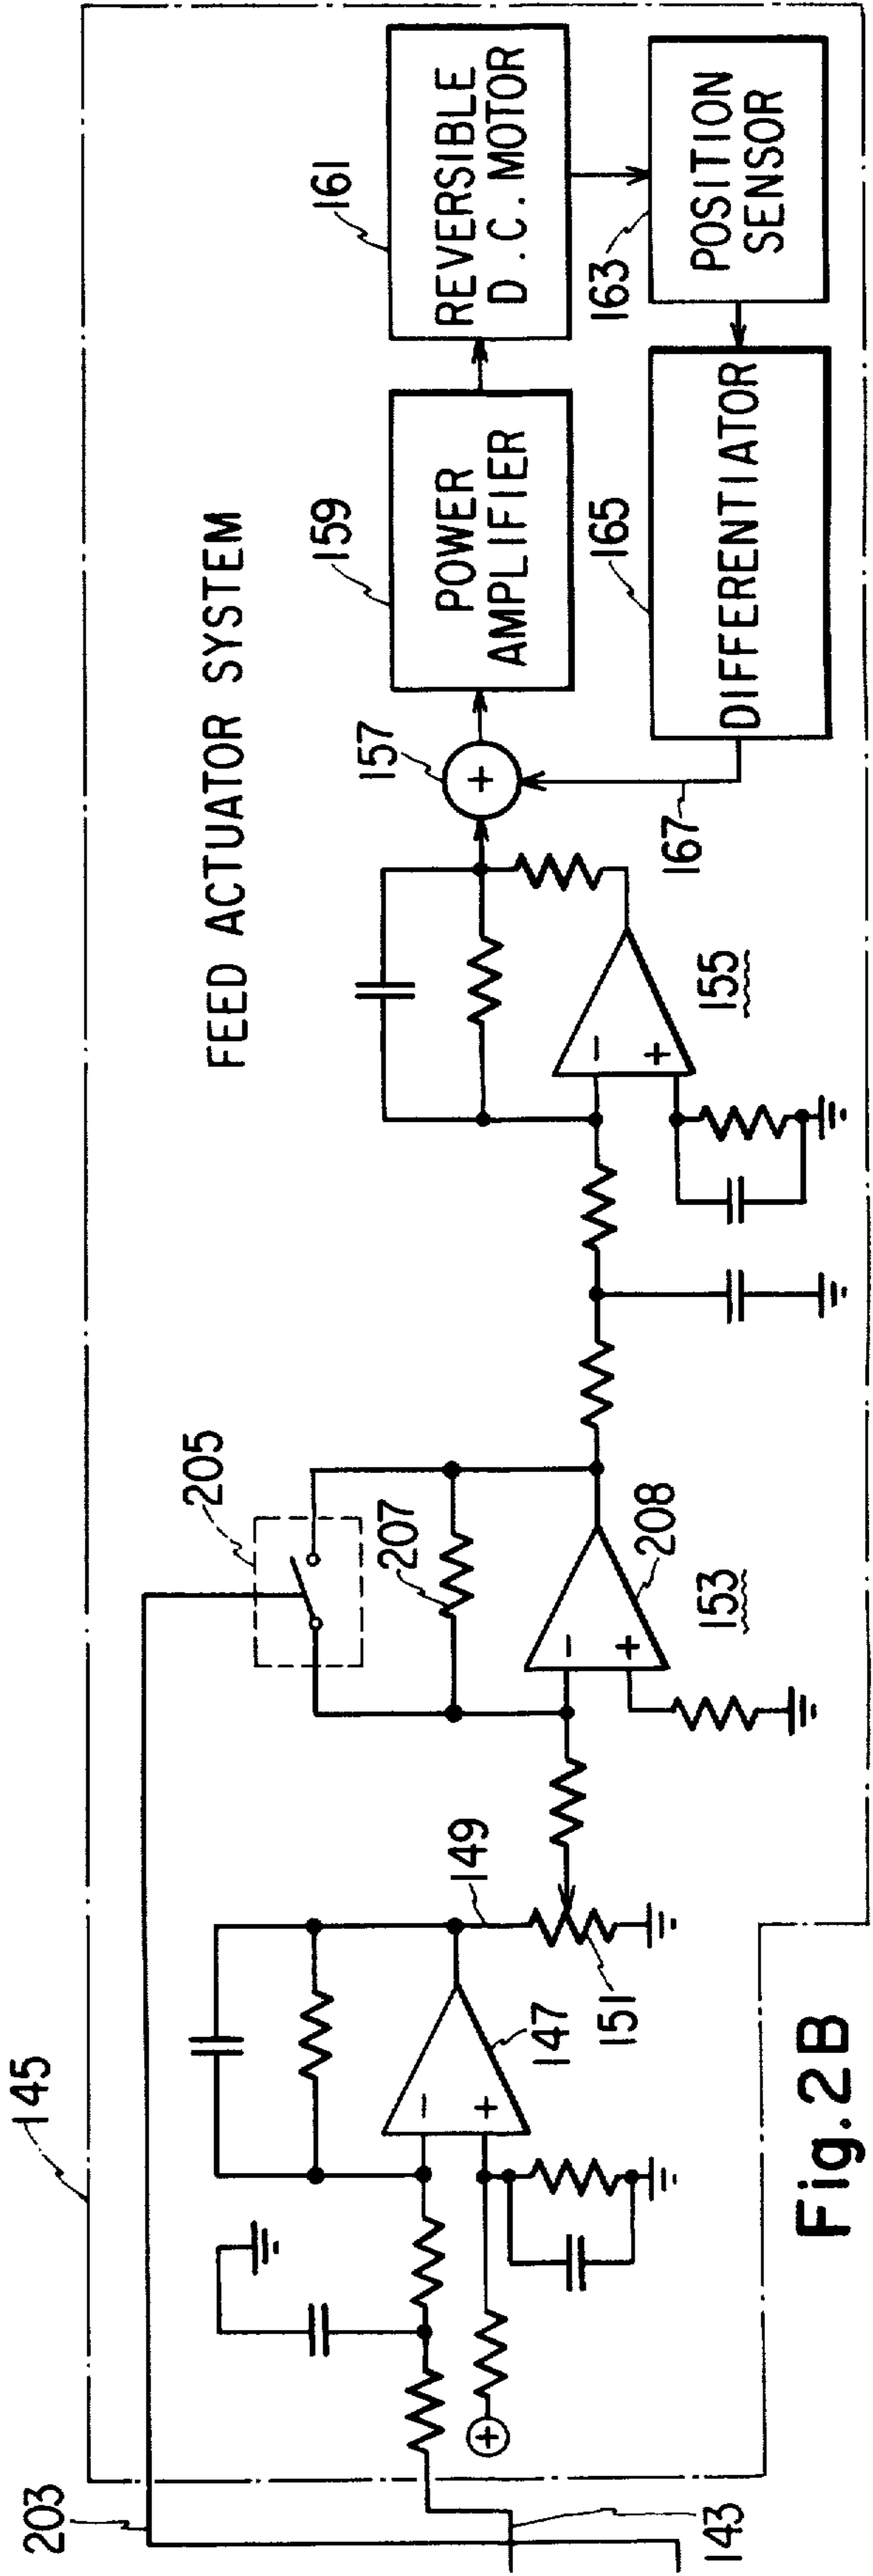 FEED ACTUATOR SYSTEM
145
203
143
147
149
151
205
207
208
153
155
157
159
POWER
AMPLIFIER
161
REVERSIBLE
D.C. MOTOR
163
POSITION
SENSOR
165
DIFFERENTIATOR
167
+
+
-
+
-
+
-
+
Fig. 2B